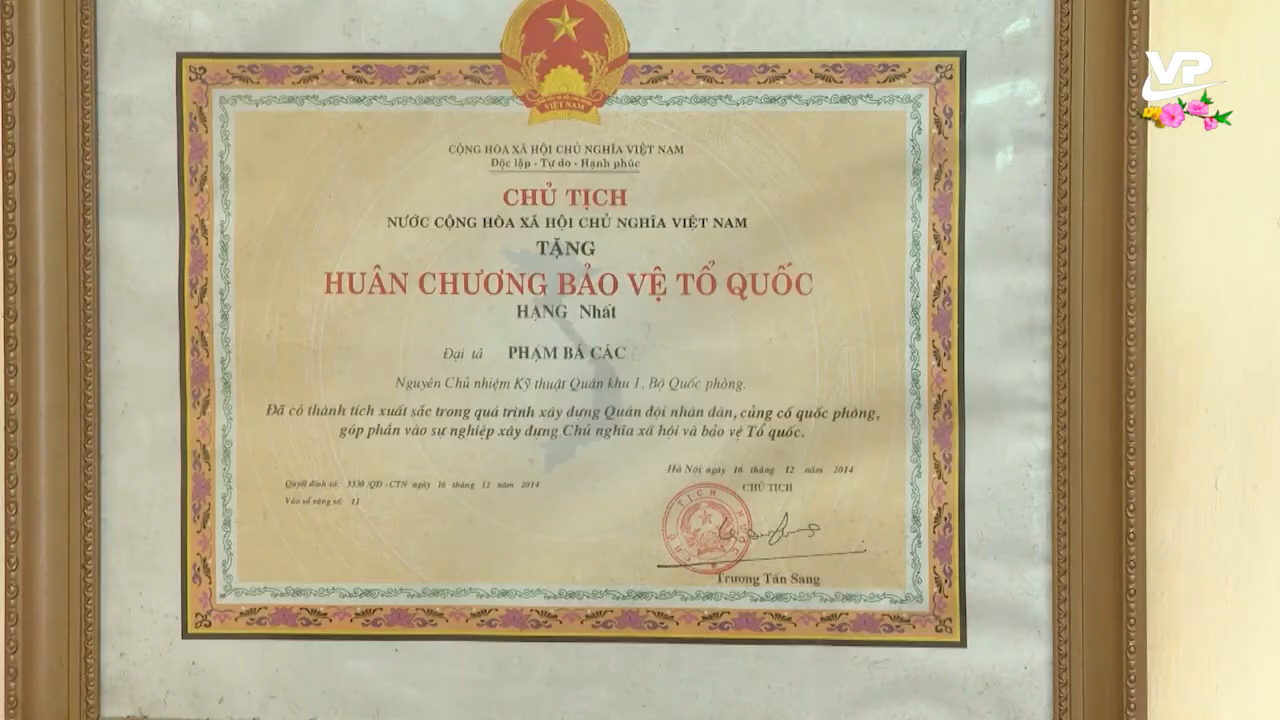 VP
VIỆT NAM
CỘNG HÒA XÃ HỘI CHỦ NGHĨA VIỆT NAM
Độc lập - Tự do - Hạnh phúc
CHỦ TỊCH
NƯỚC CỘNG HÒA XÃ HỘI CHỦ NGHĨA VIỆT NAM
TẶNG
HUÂN CHƯƠNG BẢO VỆ TỔ QUỐC
HẠNG Nhất
Đại tá PHẠM BÁ CÁC
Nguyên Chủ nhiệm Kỹ thuật Quân khu 1, Bộ Quốc phòng.
Đã có thành tích xuất sắc trong quá trình xây dựng Quân đội nhân dân, củng cố quốc phòng,
góp phần vào sự nghiệp xây dựng Chủ nghĩa xã hội và bảo vệ Tổ quốc.
Hà Nội ngày 16 tháng 12 năm 2014
Quyết định số: 3330/QĐ-CTN ngày 16 tháng 12 năm 2014
CHỦ TỊCH
Vào sổ vàng số: 11
CHỦ TỊCH NƯỚC
Trương Tấn Sang